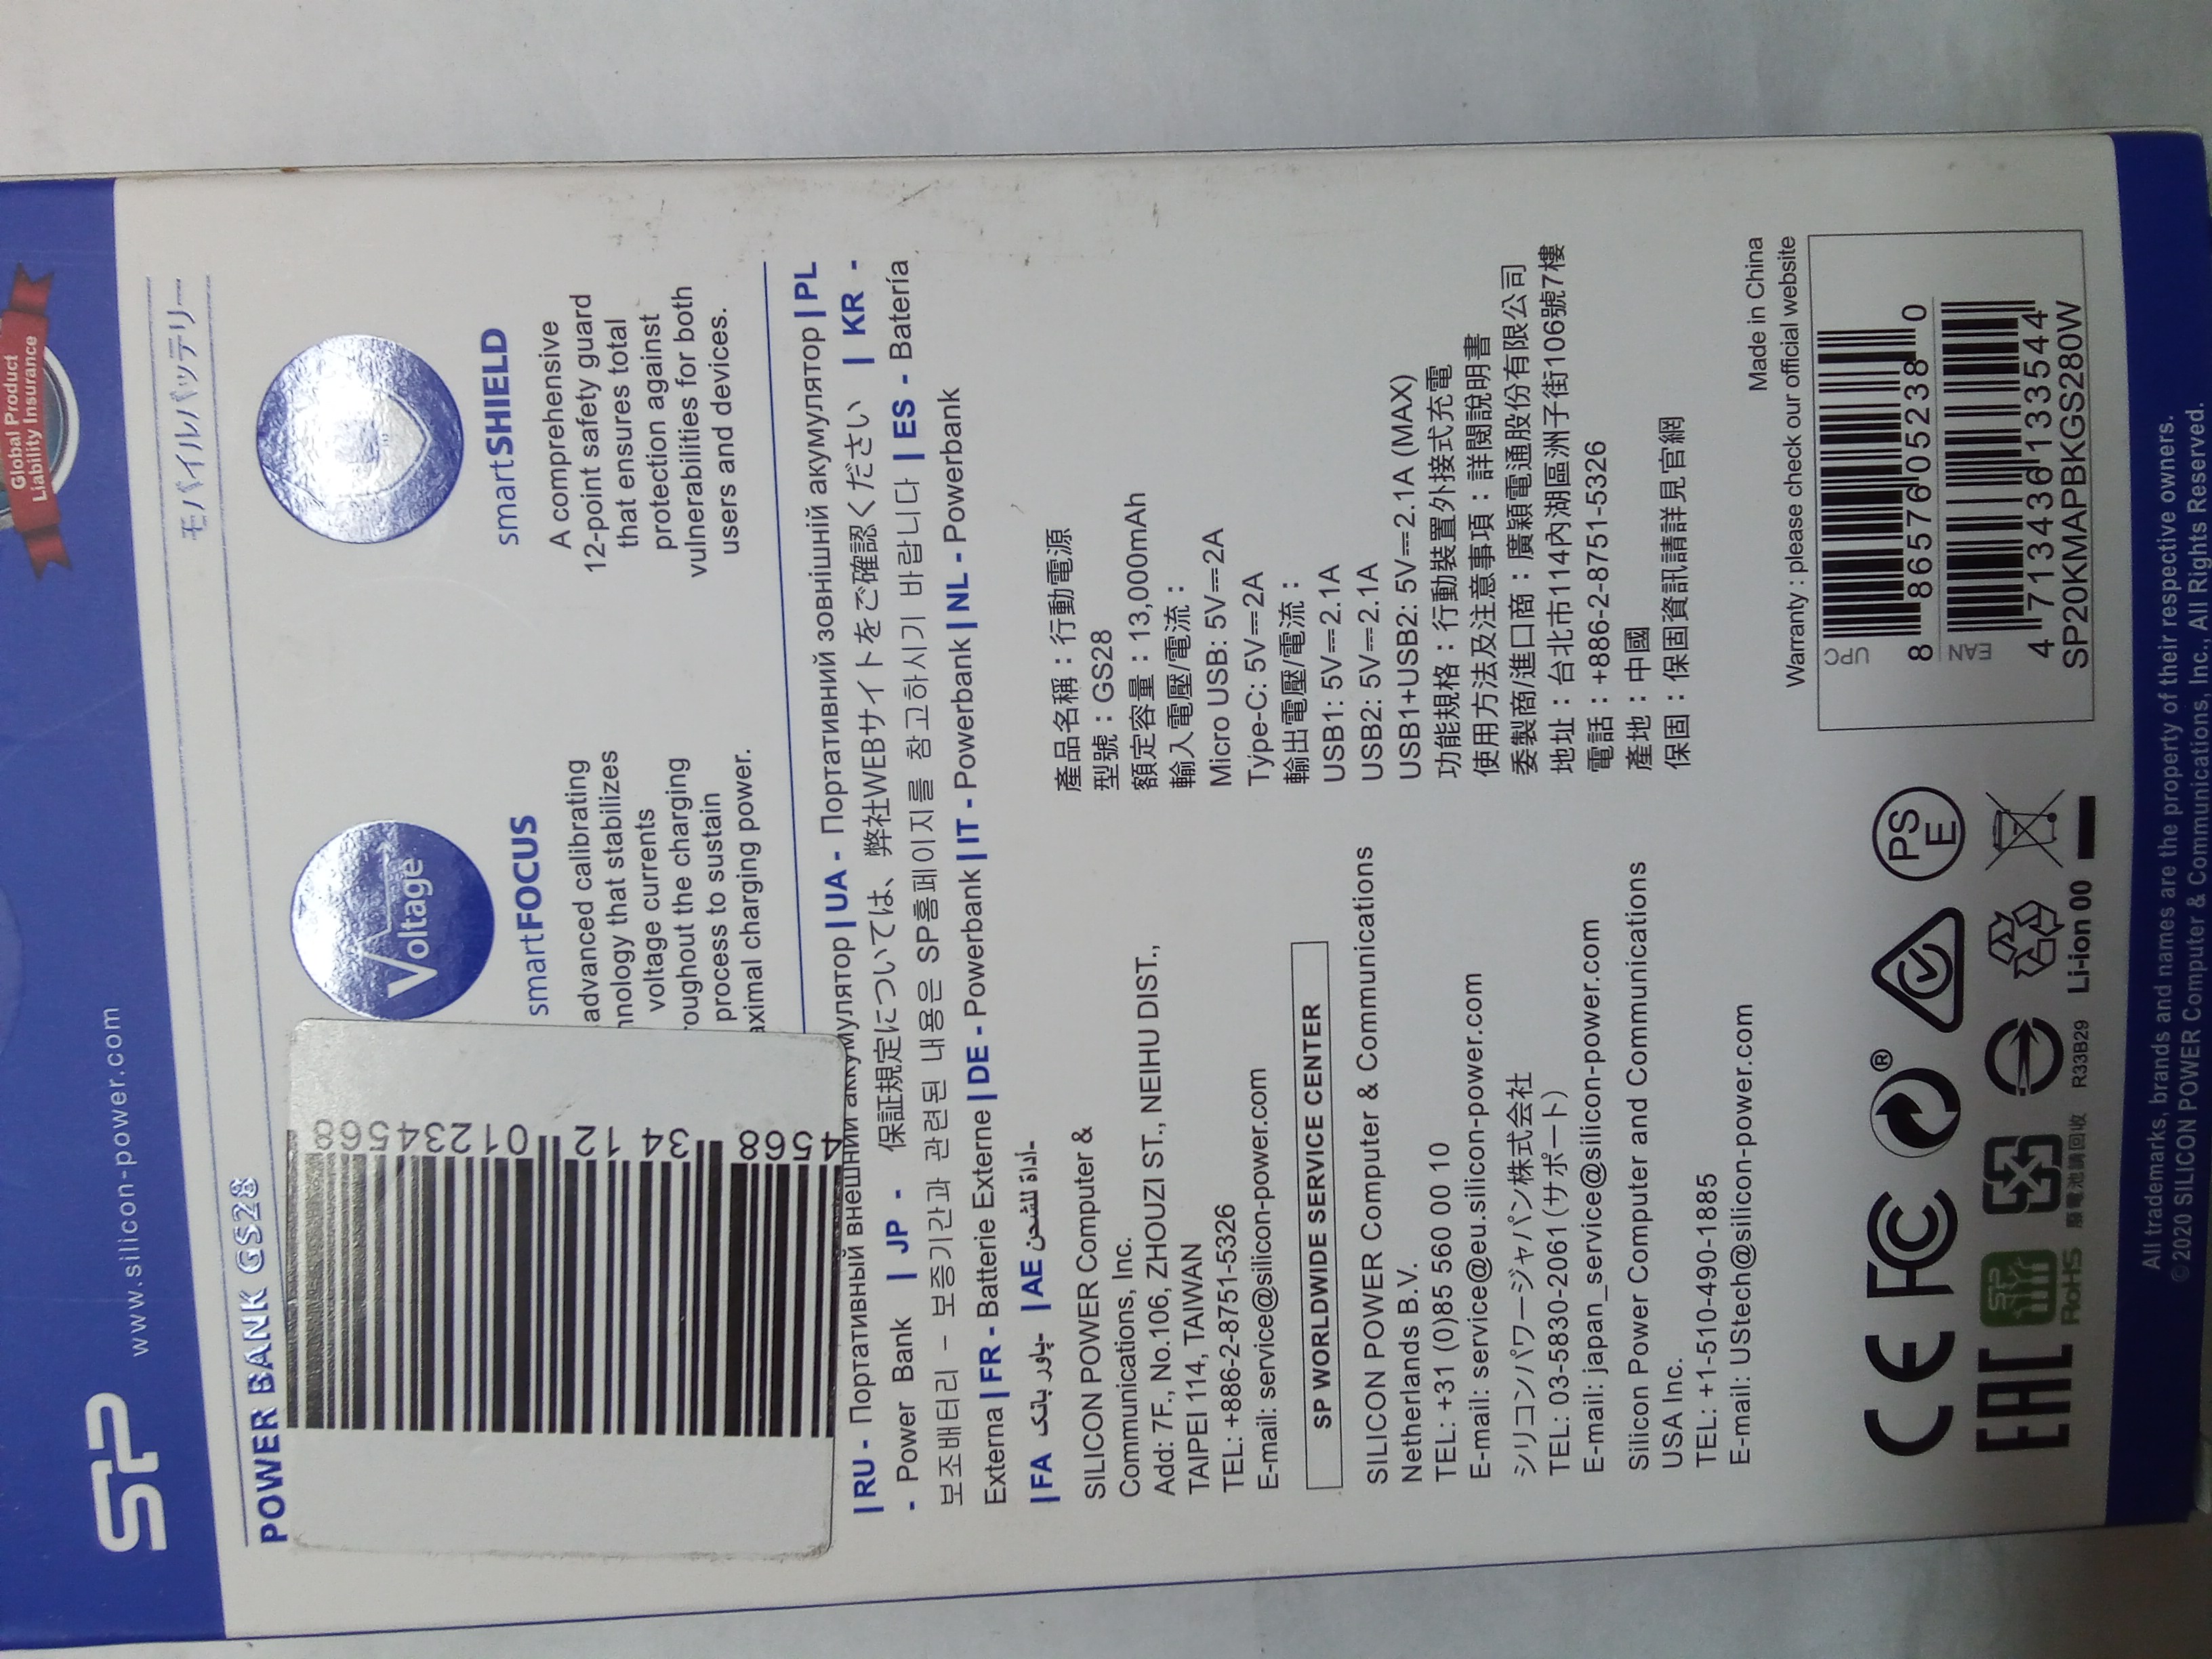 Global Product
Liability Insurance
SP
www.silicon-power.com
POWER BANK GS28
モバイルバッテリー
Voltage
smartFOCUS
advanced calibrating
that stabilizes
voltage currents
the charging
process to sustain
charging power.
smartSHIELD
A comprehensive
12-point safety guard
that ensures total
protection against
vulnerabilities for both
users and devices.
|RU - Портативный внешний аккумулятор |UA - Портативний зовнішній акумулятор |PL
- Power Bank | JP - 保証規定については、弊社WEBサイトをご確認ください | KR -
보조배터리 – 보증기간과 관련된 내용은 SP홈페이지를 참고하시기 바랍니다 | ES - Batería
Externa |FR - Batterie Externe |DE - Powerbank |IT - Powerbank |NL - Powerbank
|FA پاور بانک- |AE أداة للشحن-
SILICON POWER Computer &
Communications, Inc.
Add: 7F., No.106, ZHOUZI ST., NEIHU DIST.,
TAIPEI 114, TAIWAN
TEL: +886-2-8751-5326
E-mail: service@silicon-power.com
SP WORLDWIDE SERVICE CENTER
SILICON POWER Computer & Communications
Netherlands B.V.
TEL: +31 (0)85 560 00 10
E-mail: service@eu.silicon-power.com
シリコンパワージャパン株式会社
TEL: 03-5830-2061 (サポート)
E-mail: japan_service@silicon-power.com
Silicon Power Computer and Communications
USA Inc.
TEL: +1-510-490-1885
E-mail: UStech@silicon-power.com
產品名稱：行動電源
型號：GS28
額定容量：13,000mAh
輸入電壓/電流：
Micro USB: 5V⎓2A
Type-C: 5V⎓2A
輸出電壓/電流：
USB1: 5V⎓2.1A
USB2: 5V⎓2.1A
USB1+USB2: 5V⎓2.1A (MAX)
功能規格：行動裝置外接式充電
使用方法及注意事項：詳閱說明書
委製商/進口商：廣穎電通股份有限公司
地址：台北市114內湖區洲子街106號7樓
電話：+886-2-8751-5326
產地：中國
保固：保固資訊請詳見官網
Made in China
Warranty : please check our official website
UPC
8 86576 05238 0
EAN
4 713436 133544
SP20KMAPBKGS280W
CE FC ® PS E
EAC SP RoHS 廢電池請回收 R33B29 Li-ion 00
All trademarks, brands and names are the property of their respective owners.
©2020 SILICON POWER Computer & Communications, Inc., All Rights Reserved.